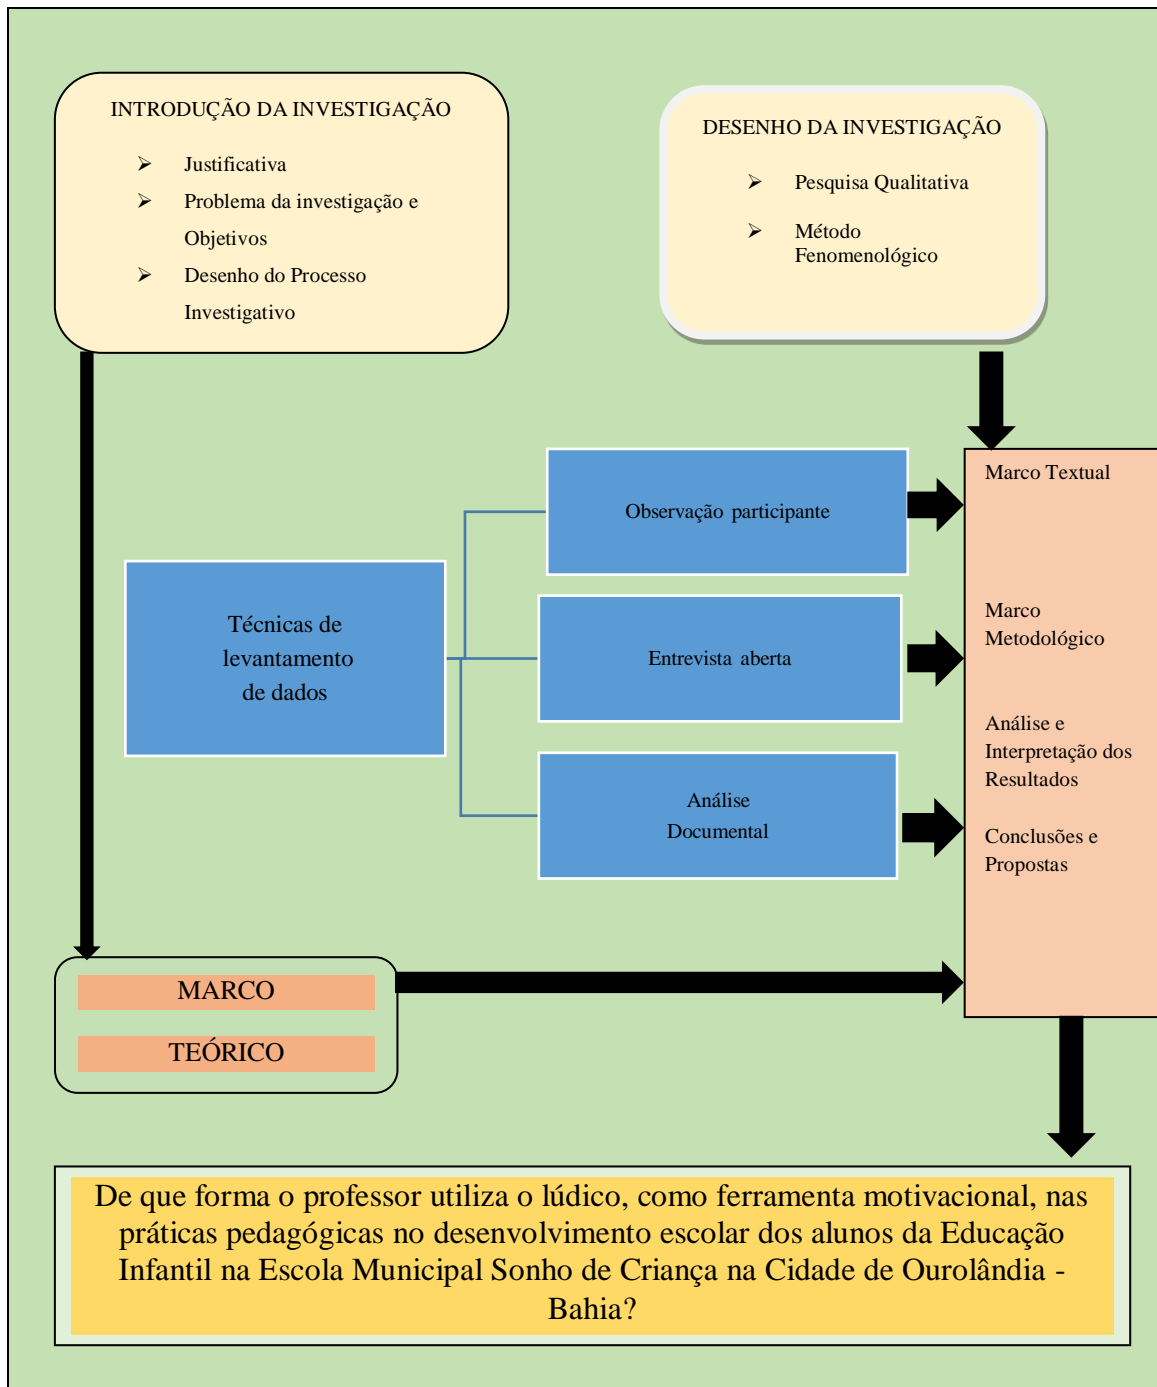 INTRODUÇÃO DA INVESTIGAÇÃO
Justificativa
Problema da investigação e
Objetivos
Desenho do Processo
Investigativo
DESENHO DA INVESTIGAÇÃO
Pesquisa Qualitativa
Método
Fenomenológico
Técnicas de
levantamento
de dados
Observação participante
Entrevista aberta
Análise
Documental
Marco Textual
Marco
Metodológico
Análise e
Interpretação dos
Resultados
Conclusões e
Propostas
MARCO
TEÓRICO
De que forma o professor utiliza o lúdico, como ferramenta motivacional, nas
práticas pedagógicas no desenvolvimento escolar dos alunos da Educação
Infantil na Escola Municipal Sonho de Criança na Cidade de Ourolândia -
Bahia?